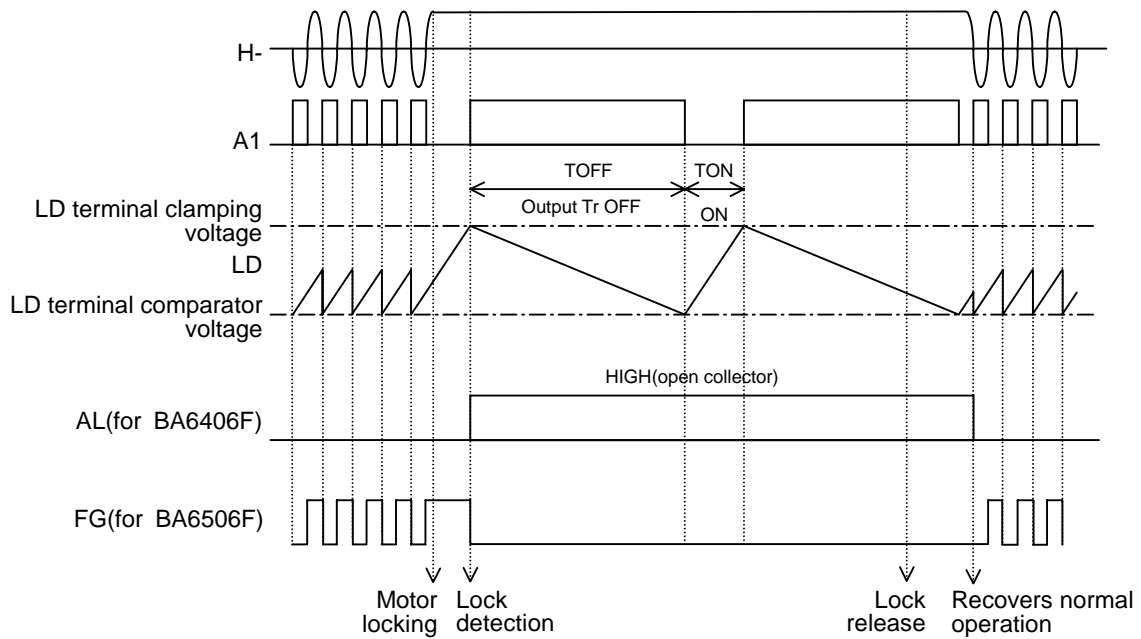 H-
A1
TOFF
TON
LD terminal clamping
voltage
Output Tr OFF
ON
LD
LD terminal comparator
voltage
HIGH(open collector)
AL(for BA6406F)
FG(for BA6506F)
Motor
locking
Lock
detection
Lock
release
Recovers normal
operation